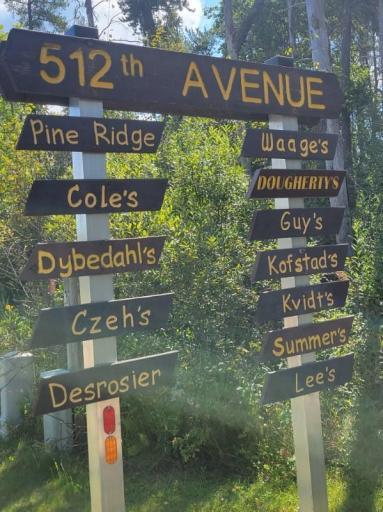 512th AVENUE
Pine Ridge
Cole's
Dybedahl's
Czeh's
Desrosier
Waage's
DOUGHERTY'S
Guy's
Kofstad's
Kvidt's
Summer's
Lee's